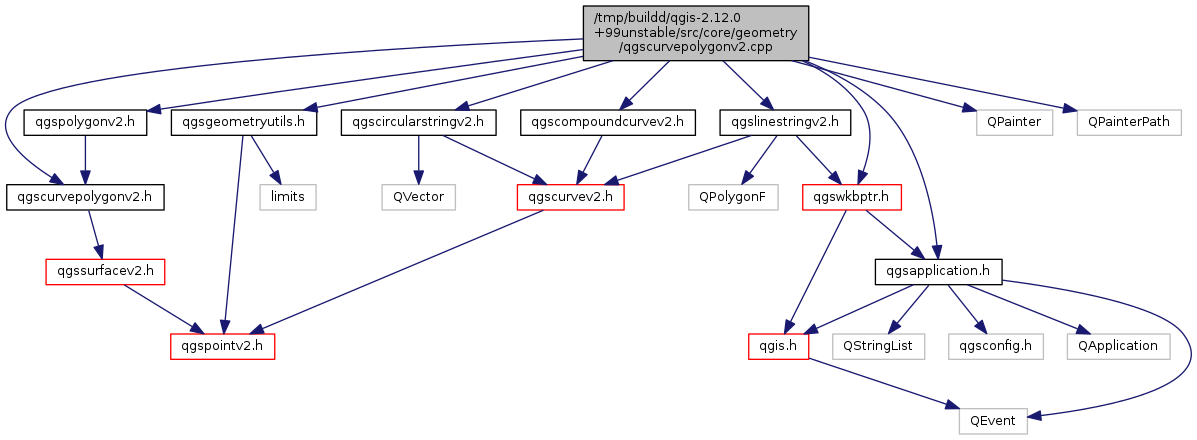 /tmp/buildd/qgis-2.12.0
+99unstable/src/core/geometry
/qgscurvepolygonv2.cpp
qgspolygonv2.h
qgsgeometryutils.h
qgscircularstringv2.h
qgscompoundcurvev2.h
qgslinestringv2.h
QPainter
QPainterPath
qgscurvepolygonv2.h
limits
QVector
qgscurvev2.h
QPolygonF
qgswkbptr.h
qgssurfacev2.h
qgsapplication.h
qgspointv2.h
qgis.h
QStringList
qgsconfig.h
QApplication
QEvent